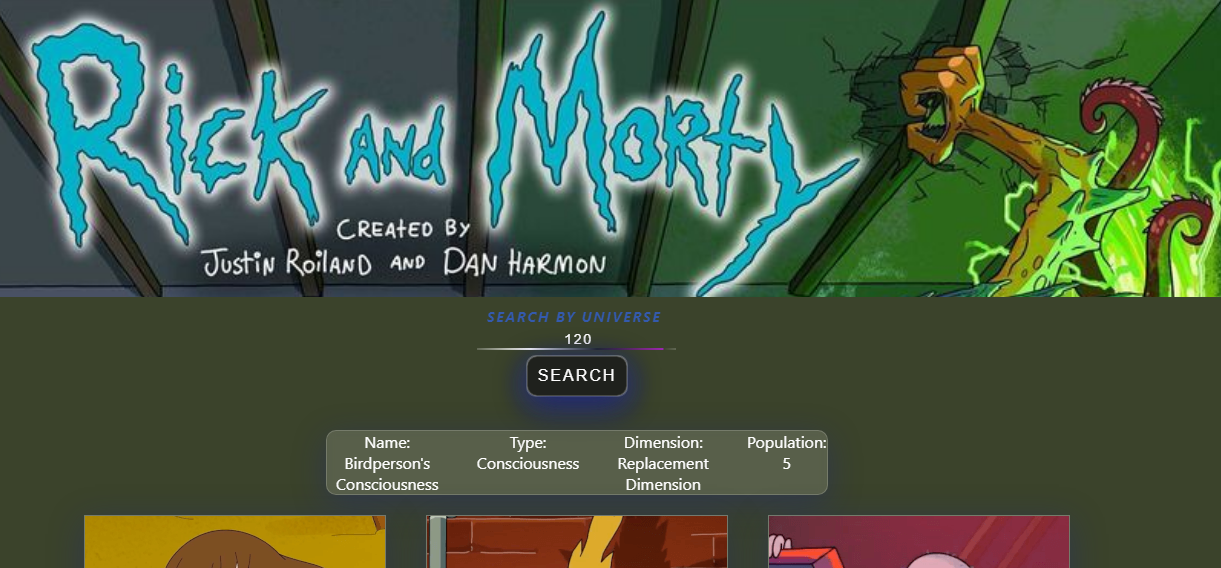 Rick and Morty
CREATED BY
JUSTIN ROILAND AND DAN HARMON
SEARCH BY UNIVERSE
120
SEARCH
Name: Type: Dimension: Population:
Birdperson's Consciousness Replacement 5
Consciousness Dimension